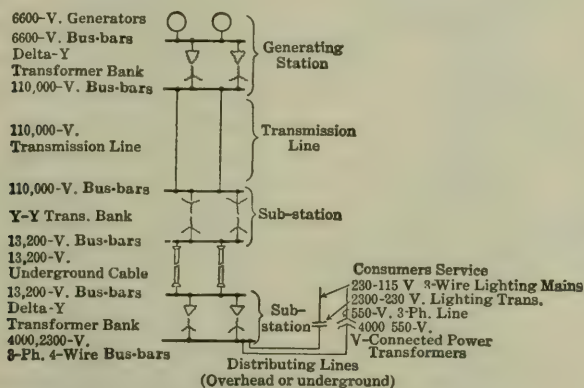 6600-V. Generators
6600-V. Bus-bars
Delta-Y
Transformer Bank
110,000-V. Bus-bars
Generating
Station
110,000-V.
Transmission Line
Transmission
Line
110,000-V. Bus-bars
Y-Y Trans. Bank
13,200-V. Bus-bars
Sub-station
13,200-V.
Underground Cable
13,200-V. Bus-bars
Delta-Y
Transformer Bank
4000,2300-V.
3-Ph. 4-Wire Bus-bars
Sub-
station
Consumers Service
230-115 V 3-Wire Lighting Mains
2300-230 V. Lighting Trans.
550-V. 3-Ph. Line
4000 550-V.
V-Connected Power
Transformers
Distributing Lines
(Overhead or underground)